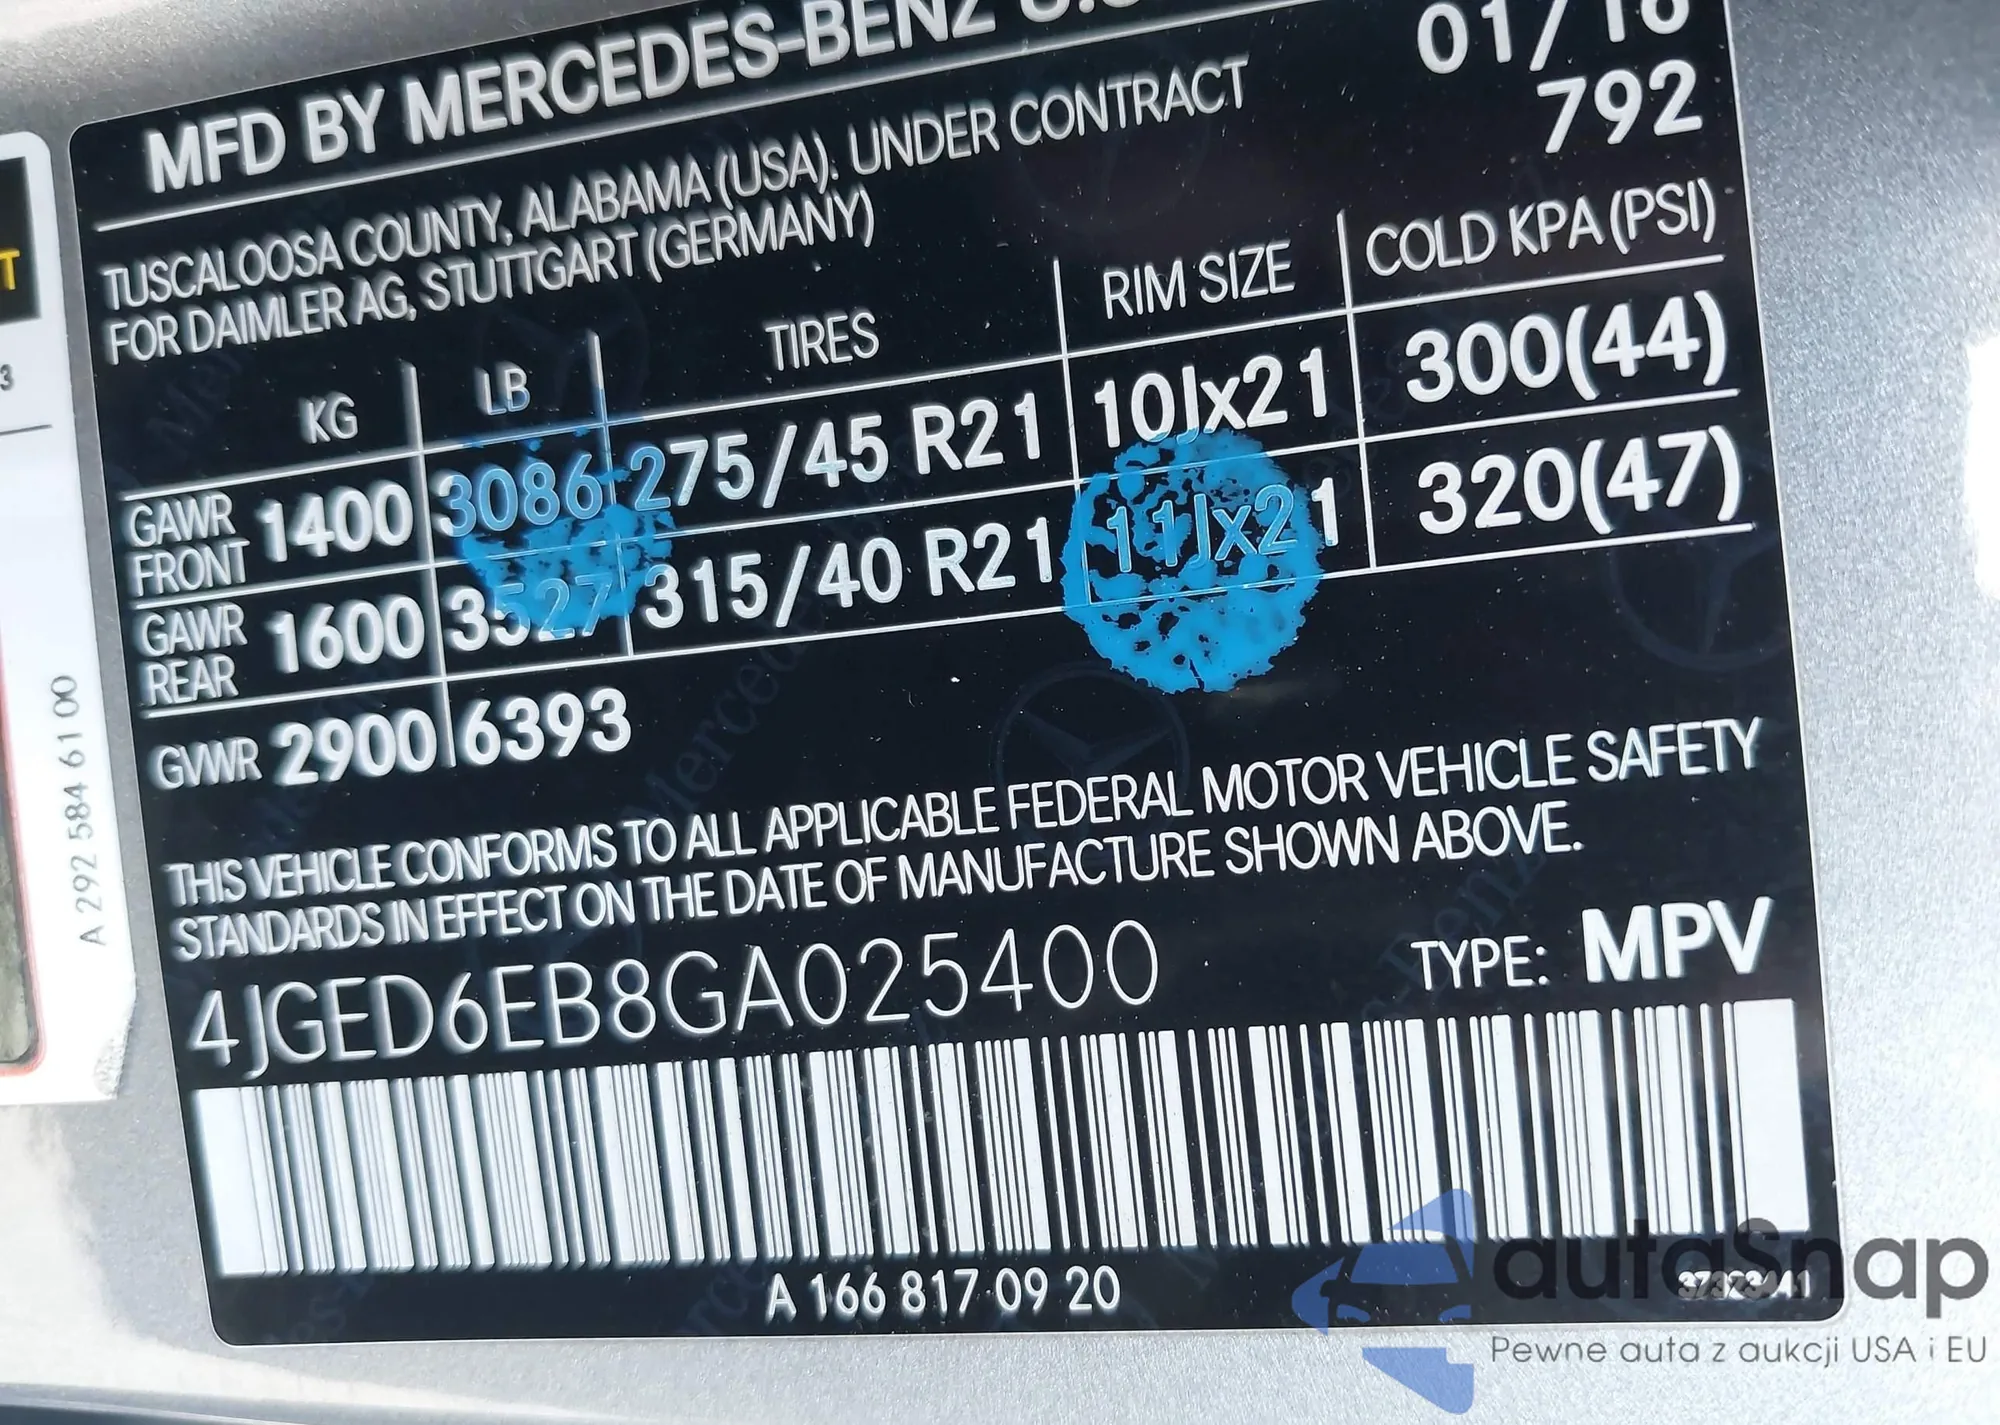 MFD BY MERCEDES-BENZ U.S
01/16
792
TUSCALOOSA COUNTY, ALABAMA (USA). UNDER CONTRACT
FOR DAIMLER AG, STUTTGART (GERMANY)
KG LB TIRES RIM SIZE COLD KPA (PSI)
GAWR FRONT 1400 3086 275/45 R21 10Jx21 300(44)
GAWR REAR 1600 3527 315/40 R21 11Jx21 320(47)
GVWR 2900 6393
THIS VEHICLE CONFORMS TO ALL APPLICABLE FEDERAL MOTOR VEHICLE SAFETY
STANDARDS IN EFFECT ON THE DATE OF MANUFACTURE SHOWN ABOVE.
4JGED6EB8GA025400 TYPE: MPV
A 166 817 09 20
A 292 584 61 00
T
3
autoSnap
Pewne auta z aukcji USA i EU